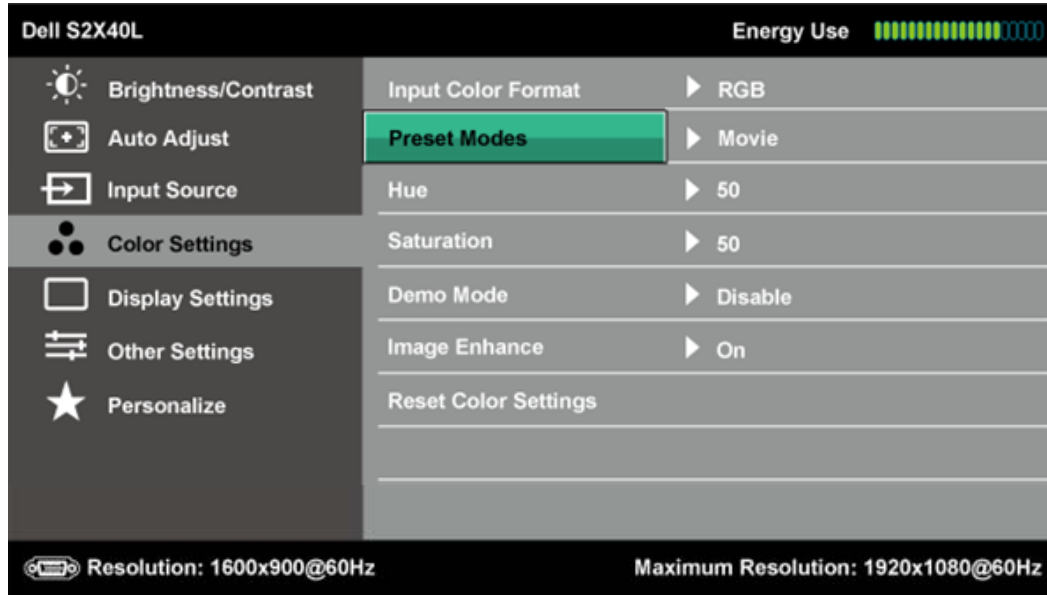 Dell S2X40L Energy Use
Brightness/Contrast
Auto Adjust
Input Source
Color Settings
Display Settings
Other Settings
Personalize
Input Color Format RGB
Preset Modes Movie
Hue 50
Saturation 50
Demo Mode Disable
Image Enhance On
Reset Color Settings
Resolution: 1600x900@60Hz Maximum Resolution: 1920x1080@60Hz